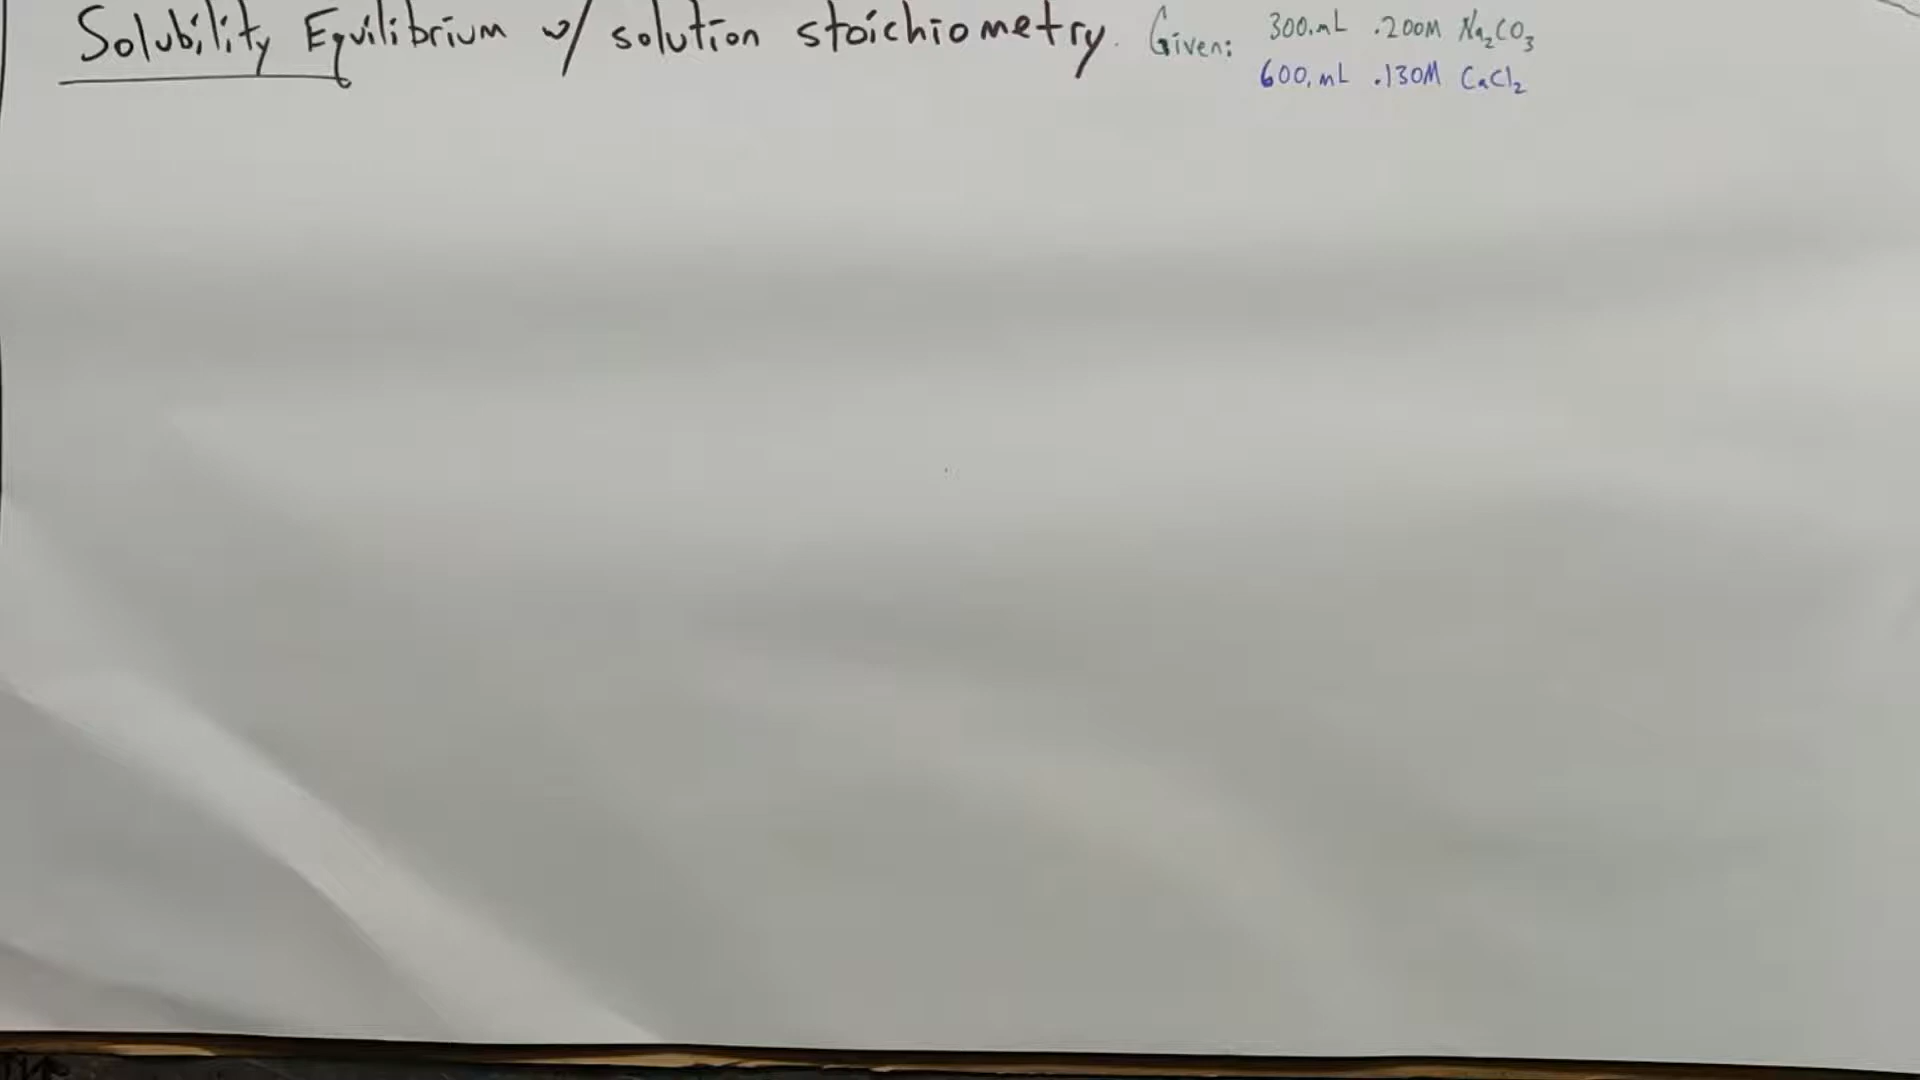 Solubility Equilibrium w/ solution stoichiometry. Given: 300.mL .200M Na₂CO₃
600.mL .130M CaCl₂